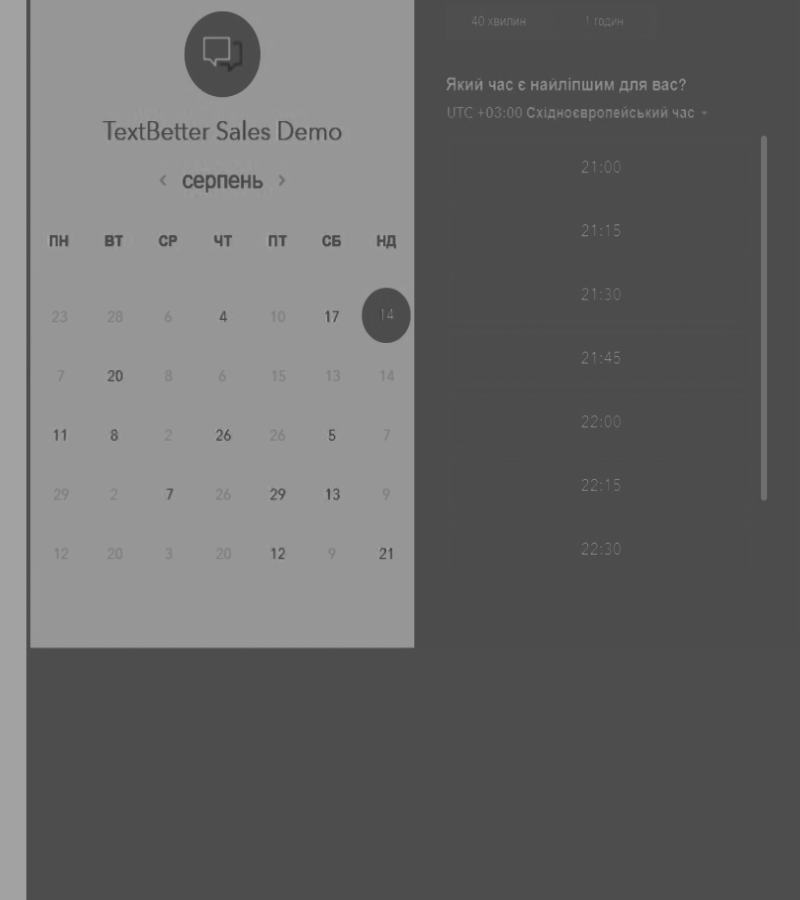 TextBetter Sales Demo
‹ серпень ›
ПН ВТ СР ЧТ ПТ СБ НД
23 28 6 4 10 17 14
7 20 8 6 15 13 14
11 8 2 26 26 5 7
29 2 7 26 29 13 9
12 20 3 20 12 9 21
40 хвилин 1 годин
Який час є найліпшим для вас?
UTC +03:00 Східноєвропейський час
21:00
21:15
21:30
21:45
22:00
22:15
22:30